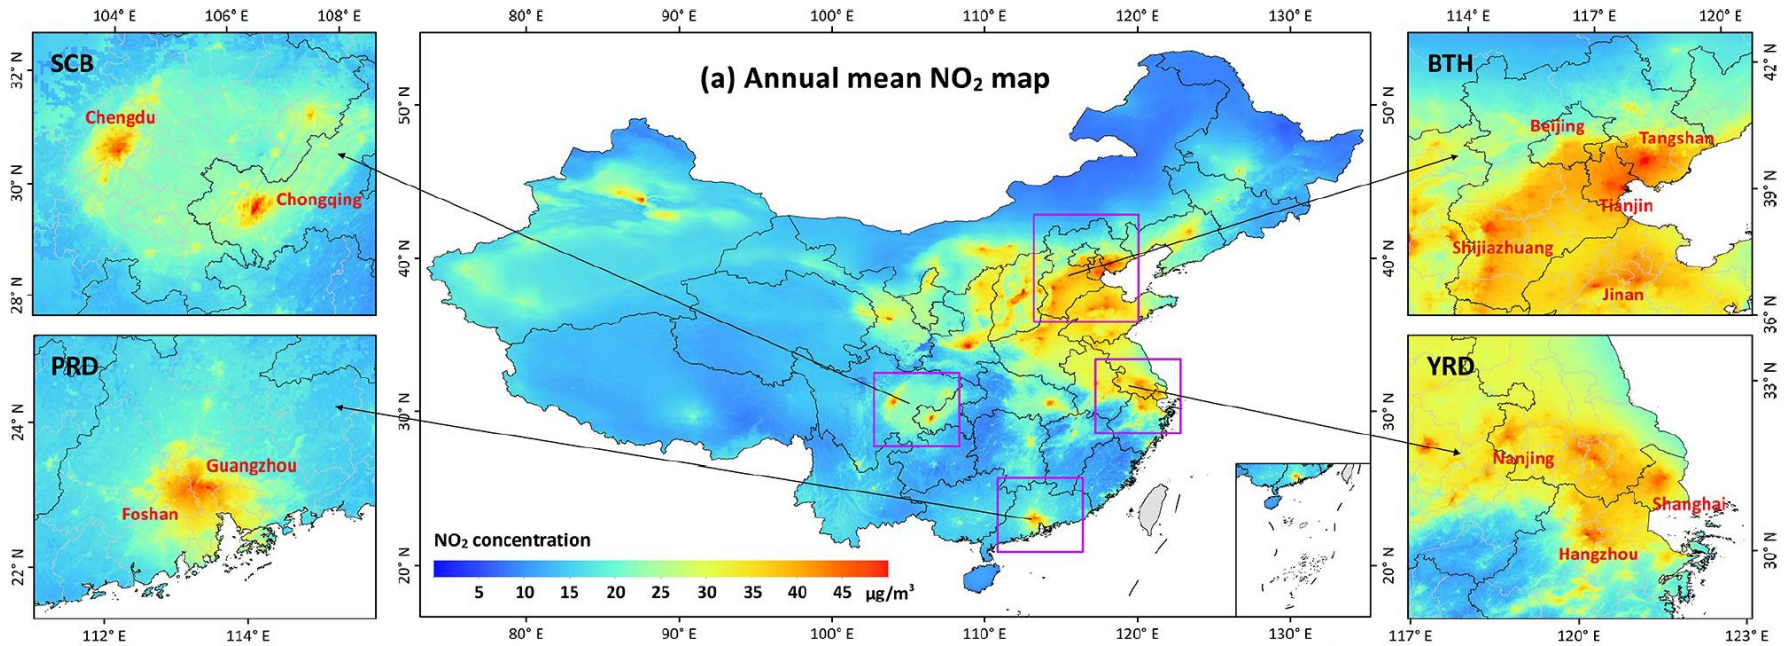 104° E 106° E 108° E
32° N
30° N
28° N
SCB
Chengdu
Chongqing
PRD
Guangzhou
Foshan
24° N
22° N
112° E 114° E
80° E 90° E 100° E 110° E 120° E 130° E
(a) Annual mean NO₂ map
50° N
40° N
30° N
20° N
50° N
40° N
30° N
20° N
NO₂ concentration
5 10 15 20 25 30 35 40 45 μg/m³
80° E 90° E 100° E 110° E 120° E 130° E
114° E 117° E 120° E
BTH
Beijing
Tangshan
Tianjin
Shijiazhuang
Jinan
42° N
39° N
36° N
YRD
Nanjing
Shanghai
Hangzhou
33° N
30° N
117° E 120° E 123° E